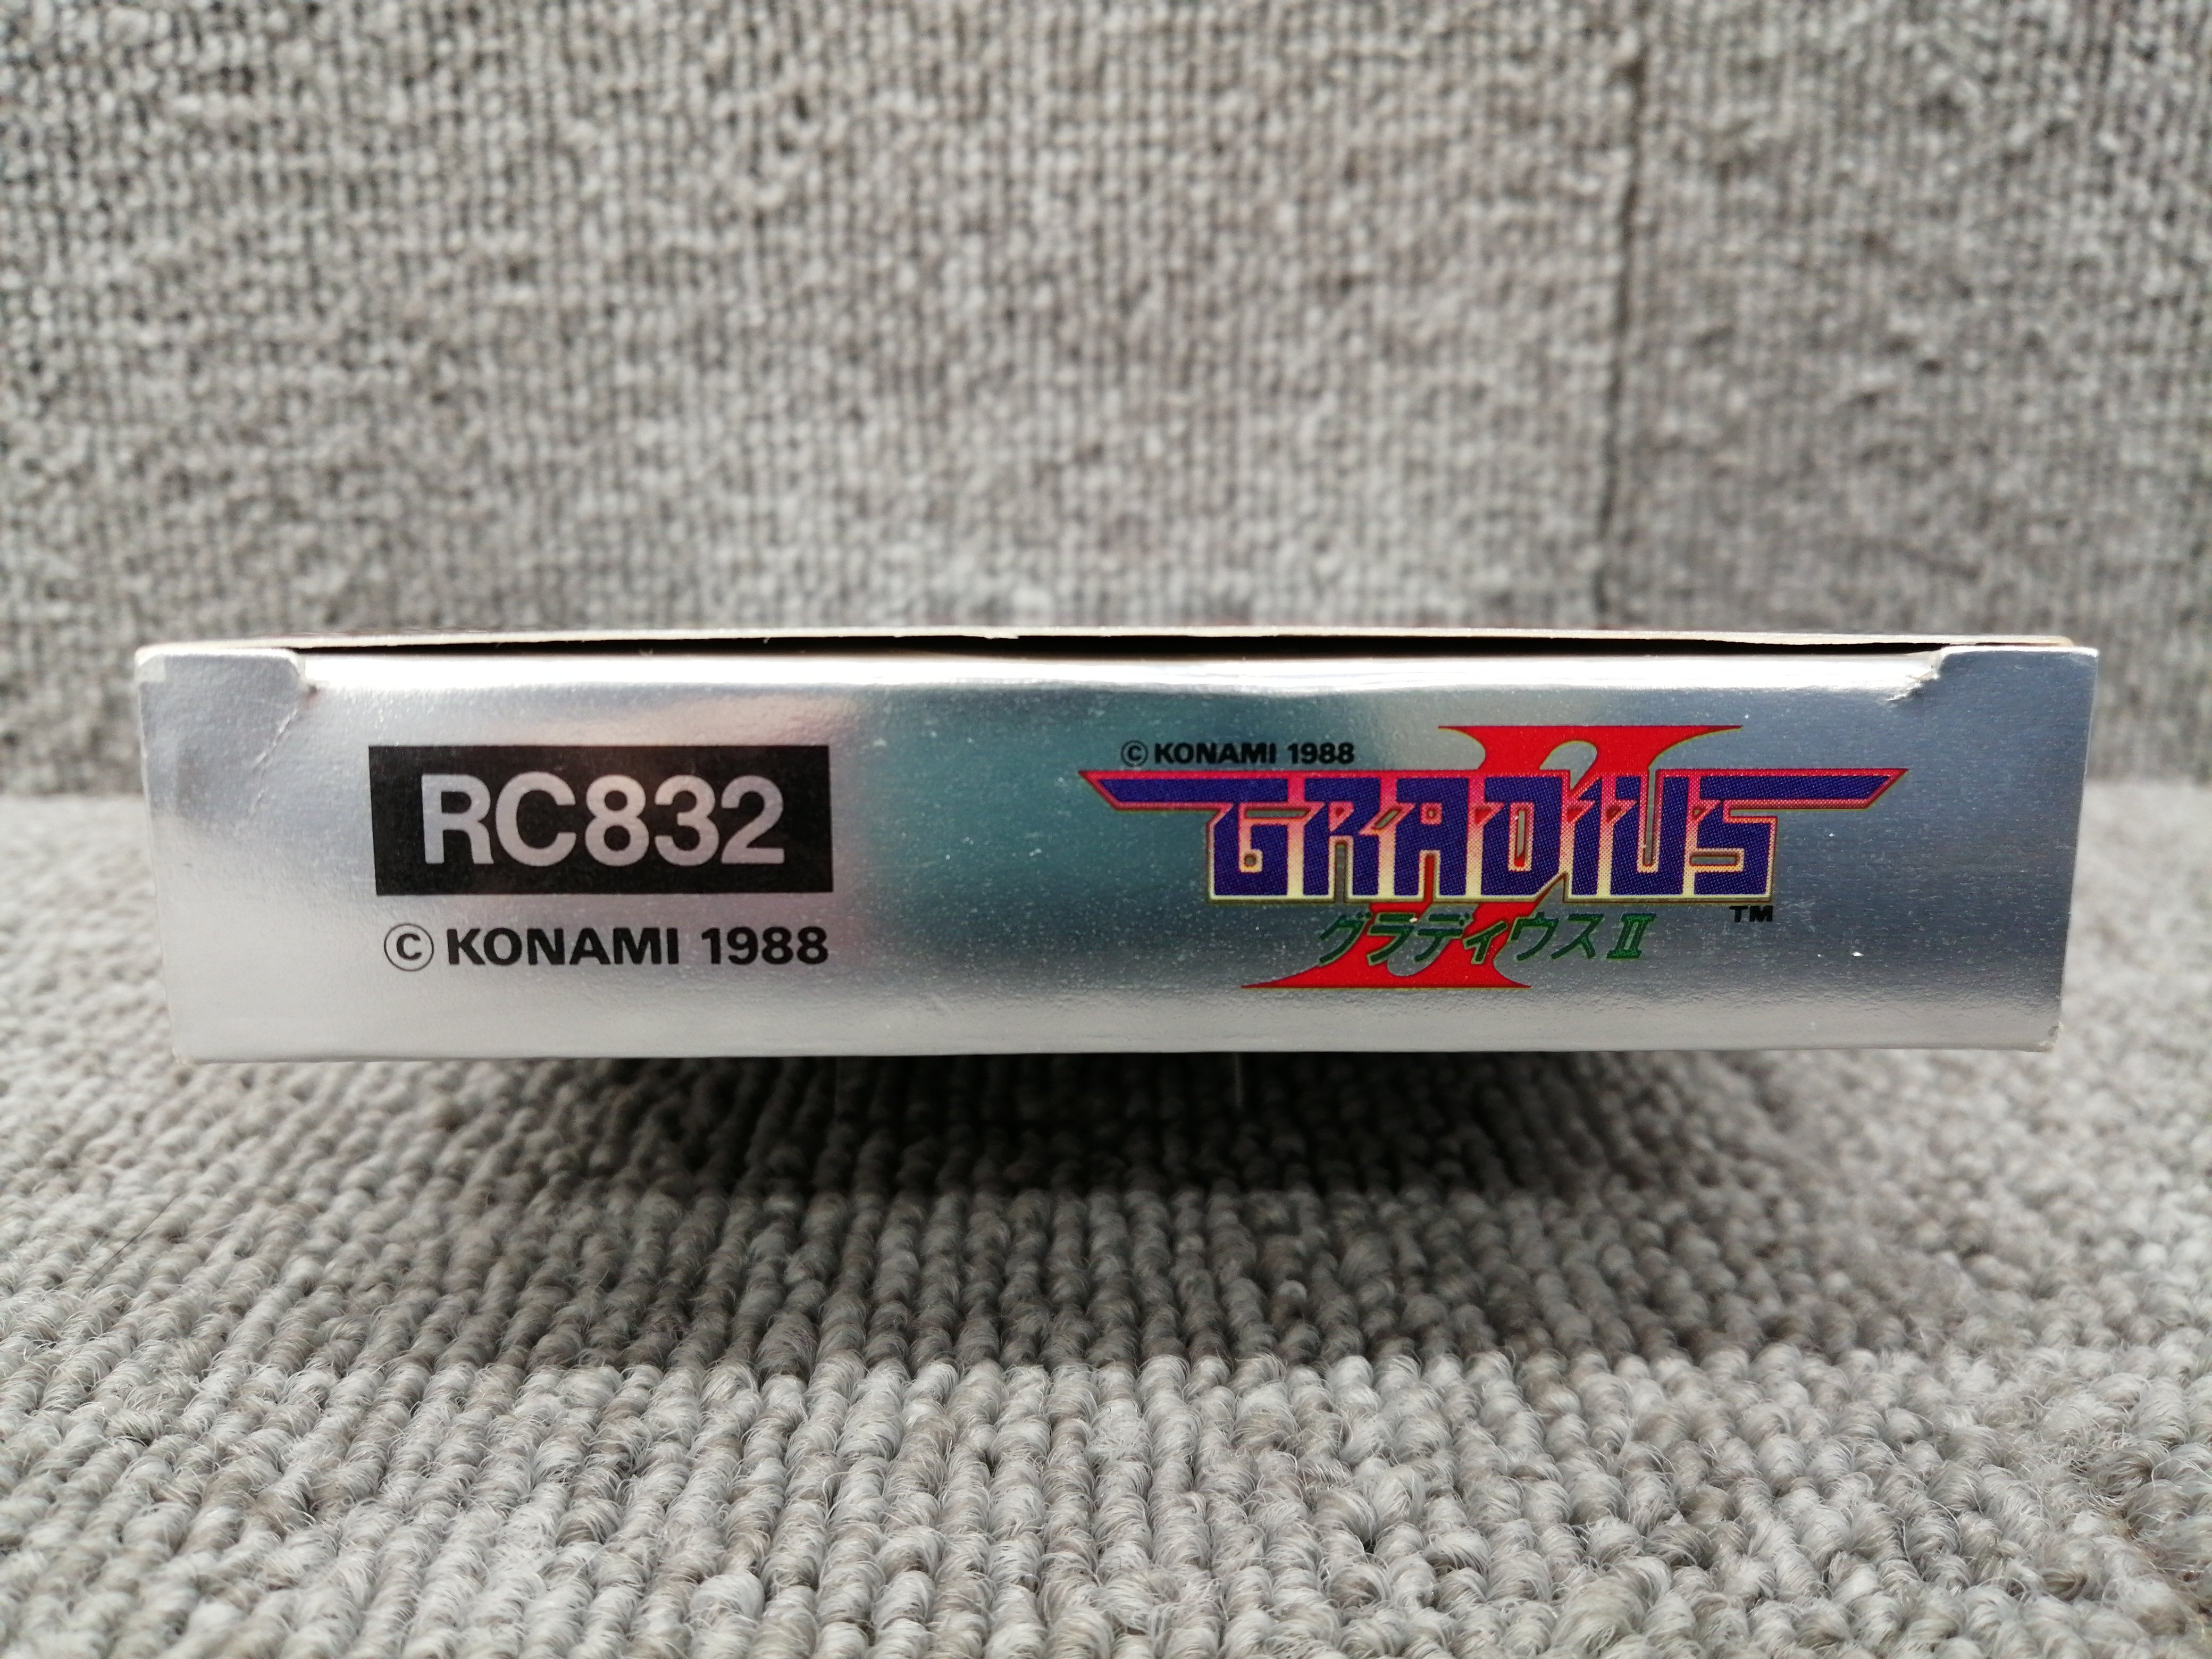 RC832
© KONAMI 1988
© KONAMI 1988
II
GRADIUS
TM
グラディウスII